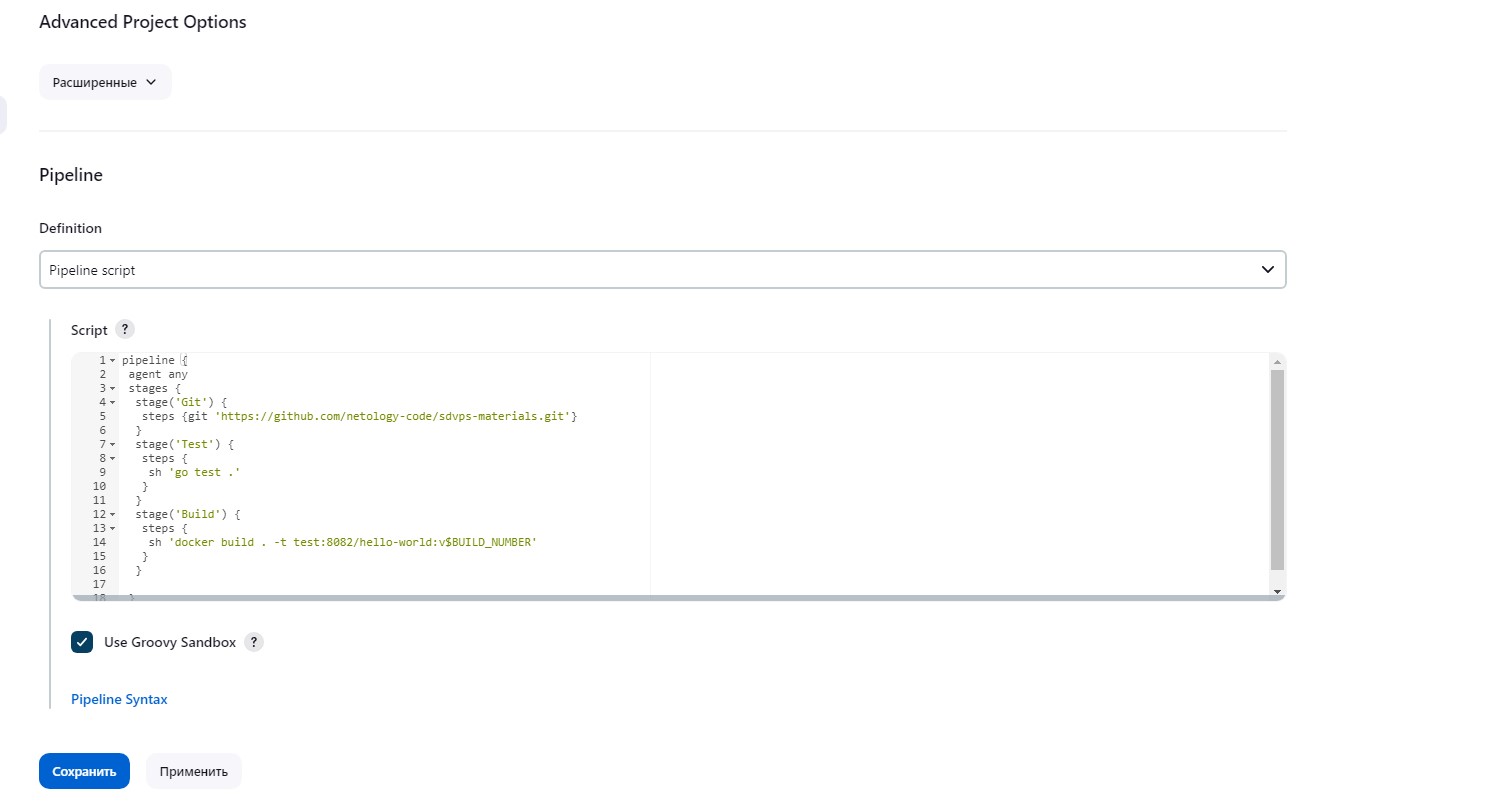 Advanced Project Options
Расширенные
Pipeline
Definition
Pipeline script
Script ?
1 pipeline {
2 agent any
3 stages {
4 stage('Git') {
5 steps {git 'https://github.com/netology-code/sdvps-materials.git'}
6 }
7 stage('Test') {
8 steps {
9 sh 'go test .'
10 }
11 }
12 stage('Build') {
13 steps {
14 sh 'docker build . -t test:8082/hello-world:v$BUILD_NUMBER'
15 }
16 }
17
18 }
Use Groovy Sandbox ?
Pipeline Syntax
Сохранить Применить